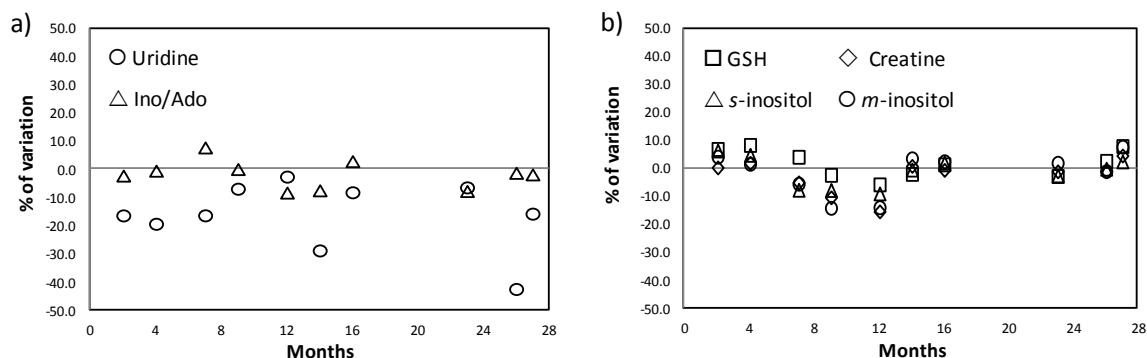 a)
50.0
40.0
30.0
20.0
10.0
0.0
-10.0
-20.0
-30.0
-40.0
-50.0
% of variation
Uridine
Ino/Ado
0 4 8 12 16 20 24 28
Months
b)
50.0
40.0
30.0
20.0
10.0
0.0
-10.0
-20.0
-30.0
-40.0
-50.0
% of variation
GSH Creatine
s-inositol m-inositol
0 4 8 12 16 20 24 28
Months